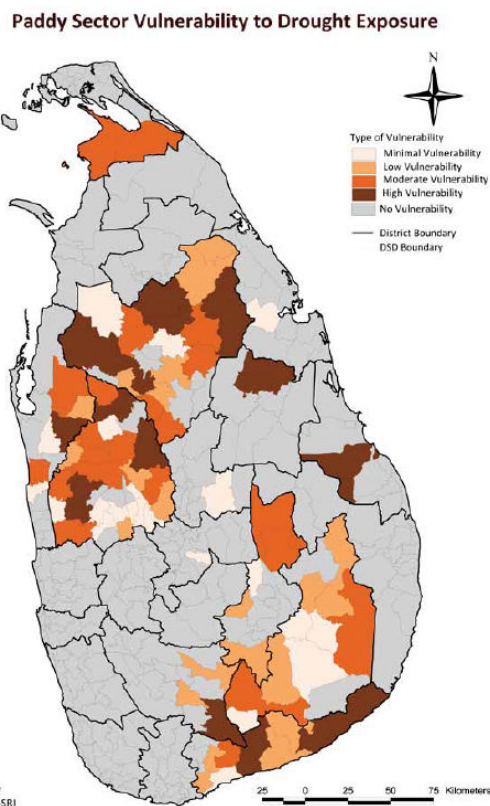 Paddy Sector Vulnerability to Drought Exposure
N
Type of Vulnerability
Minimal Vulnerability
Low Vulnerability
Moderate Vulnerability
High Vulnerability
No Vulnerability
District Boundary
DSD Boundary
25 0 25 50 75 Kilometers